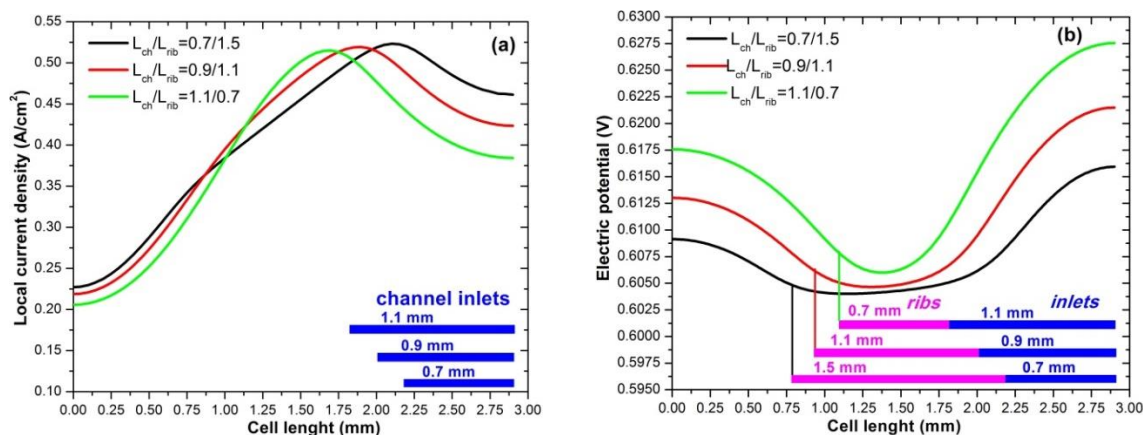 (a)
L_ch/L_rib=0.7/1.5
L_ch/L_rib=0.9/1.1
L_ch/L_rib=1.1/0.7
Local current density (A/cm²)
0.55
0.50
0.45
0.40
0.35
0.30
0.25
0.20
0.15
0.10
channel inlets
1.1 mm
0.9 mm
0.7 mm
0.00 0.25 0.50 0.75 1.00 1.25 1.50 1.75 2.00 2.25 2.50 2.75 3.00
Cell lenght (mm)
(b)
L_ch/L_rib=0.7/1.5
L_ch/L_rib=0.9/1.1
L_ch/L_rib=1.1/0.7
Electric potential (V)
0.6300
0.6275
0.6250
0.6225
0.6200
0.6175
0.6150
0.6125
0.6100
0.6075
0.6050
0.6025
0.6000
0.5975
0.5950
ribs inlets
0.7 mm 1.1 mm
1.1 mm 0.9 mm
1.5 mm 0.7 mm
0.00 0.25 0.50 0.75 1.00 1.25 1.50 1.75 2.00 2.25 2.50 2.75 3.00
Cell lenght (mm)